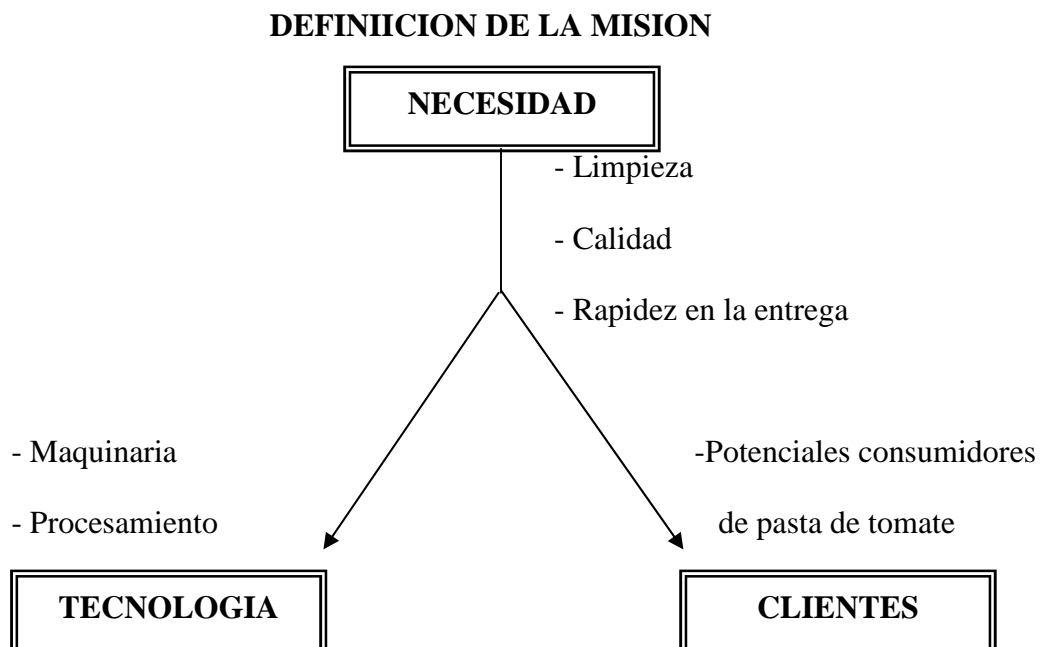 DEFINIICION DE LA MISION
NECESIDAD
- Limpieza
- Calidad
- Rapidez en la entrega
- Maquinaria
- Procesamiento
-Potenciales consumidores
de pasta de tomate
TECNOLOGIA
CLIENTES